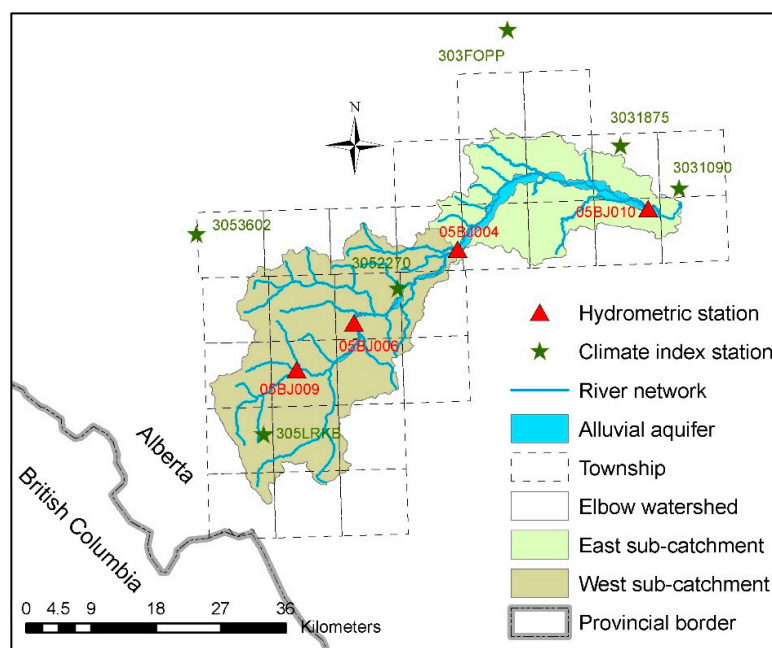 303FOPP
N
3031875
3031090
05BJ010
3053602
05BJ004
3052270
05BJ006
05BJ009
305LRKE
Alberta
British Columbia
Hydrometric station
Climate index station
River network
Alluvial aquifer
Township
Elbow watershed
East sub-catchment
West sub-catchment
Provincial border
0 4.5 9 18 27 36
Kilometers